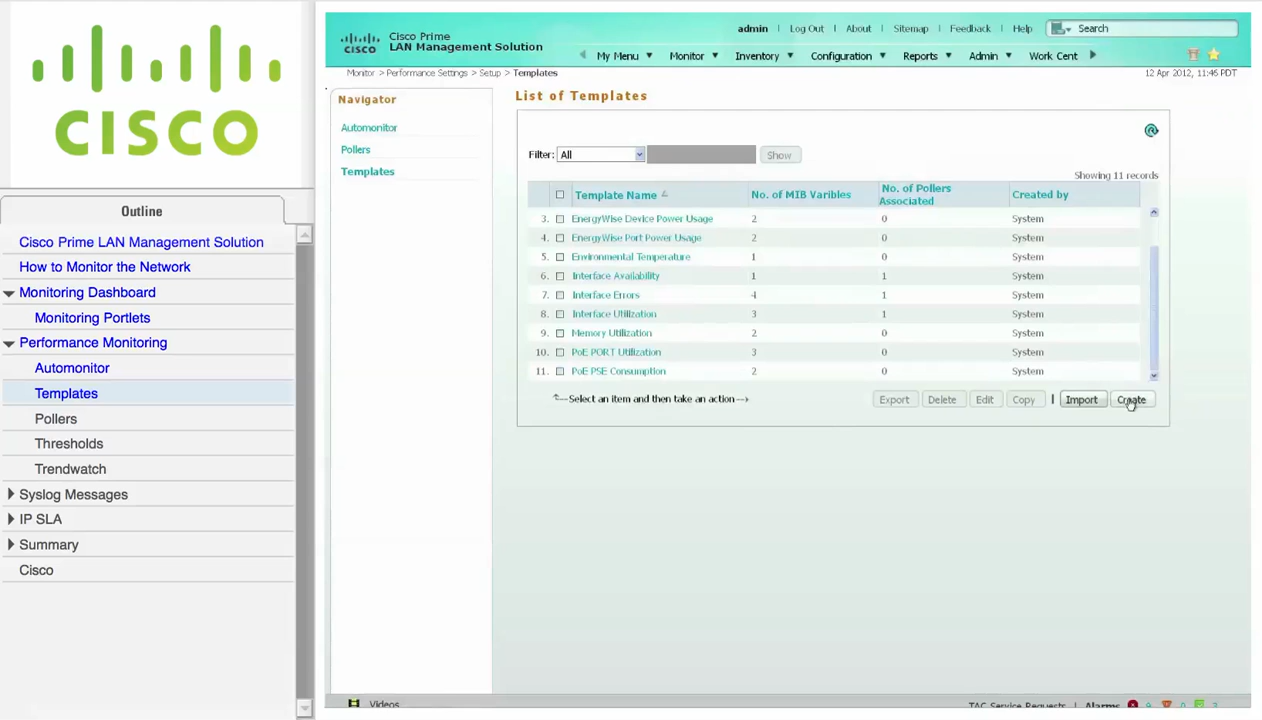 CISCO
Outline
Cisco Prime LAN Management Solution
How to Monitor the Network
Monitoring Dashboard
Monitoring Portlets
Performance Monitoring
Automonitor
Templates
Pollers
Thresholds
Trendwatch
Syslog Messages
IP SLA
Summary
Cisco
CISCO
Cisco Prime
LAN Management Solution
admin Log Out About Sitemap Feedback Help Search
My Menu Monitor Inventory Configuration Reports Admin Work Cent
Monitor > Performance Settings > Setup > Templates
12 Apr 2012, 11:45 PDT
Navigator
Automonitor
Pollers
Templates
List of Templates
Filter: All Show
Showing 11 records
Template Name No. of MIB Varibles No. of Pollers Associated Created by
3. EnergyWise Device Power Usage 2 0 System
4. EnergyWise Port Power Usage 2 0 System
5. Environmental Temperature 1 0 System
6. Interface Availability 1 1 System
7. Interface Errors 4 1 System
8. Interface Utilization 3 1 System
9. Memory Utilization 2 0 System
10. PoE PORT Utilization 3 0 System
11. PoE PSE Consumption 2 0 System
Select an item and then take an action
Export Delete Edit Copy | Import Create
Videos
TAC Service Requests Alarms